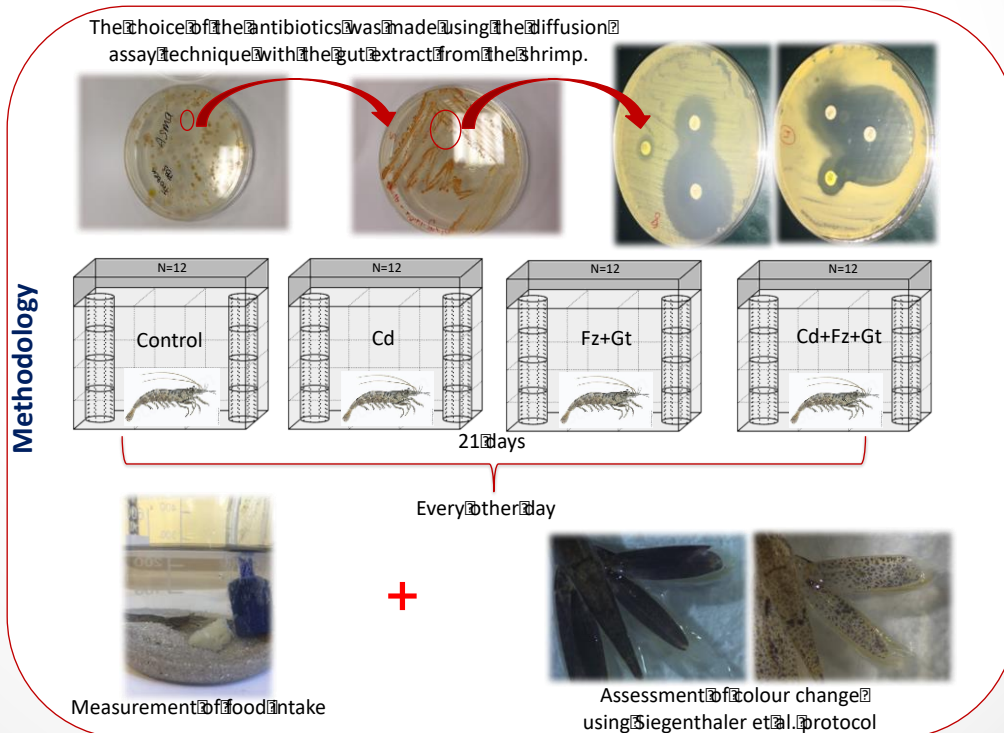 The choice of the antibiotics was made using the diffusion
assay technique with the gut extract from the shrimp.
Methodology
N=12
N=12
N=12
N=12
Control
Cd
Fz+Gt
Cd+Fz+Gt
21 days
Every other day
+
Measurement of food intake
Assessment of colour change
using Siegenthaler et al. protocol